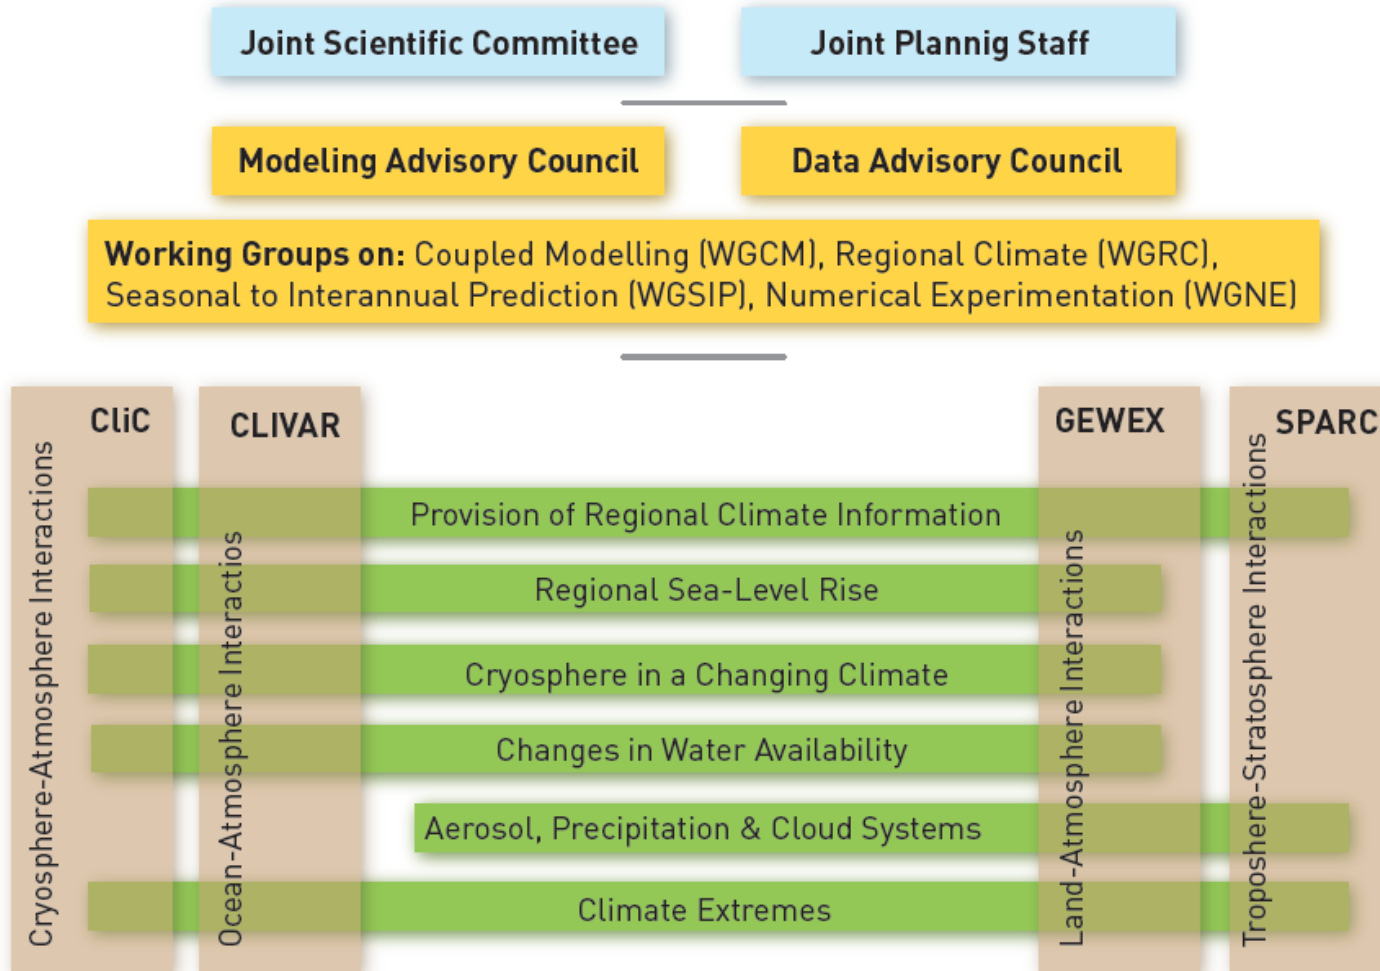 Joint Scientific Committee
Joint Plannig Staff
Modeling Advisory Council
Data Advisory Council
Working Groups on: Coupled Modelling (WGCM), Regional Climate (WGRC),
Seasonal to Interannual Prediction (WGSIP), Numerical Experimentation (WGNE)
CliC
CLIVAR
GEWEX
SPARC
Cryosphere-Atmosphere Interactions
Ocean-Atmosphere Interactios
Land-Atmosphere Interactions
Troposhere-Stratosphere Interactions
Provision of Regional Climate Information
Regional Sea-Level Rise
Cryosphere in a Changing Climate
Changes in Water Availability
Aerosol, Precipitation & Cloud Systems
Climate Extremes